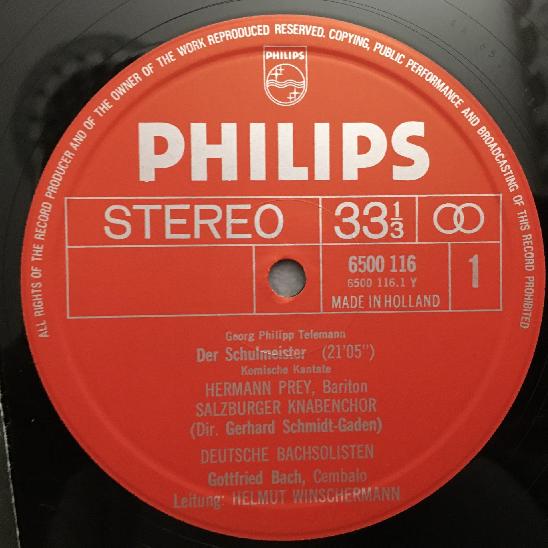 ALL RIGHTS OF THE RECORD PRODUCER AND OF THE OWNER OF THE WORK REPRODUCED RESERVED. COPYING, PUBLIC PERFORMANCE AND BROADCASTING OF THIS RECORD PROHIBITED
PHILIPS
PHILIPS
STEREO 33⅓
6500 116 1
6500 116.1 Y
MADE IN HOLLAND
Georg Philipp Telemann
Der Schulmeister (21'05")
Komische Kantate
HERMANN PREY, Bariton
SALZBURGER KNABENCHOR
(Dir. Gerhard Schmidt-Gaden)
DEUTSCHE BACHSOLISTEN
Gottfried Bach, Cembalo
Leitung: HELMUT WINSCHERMANN